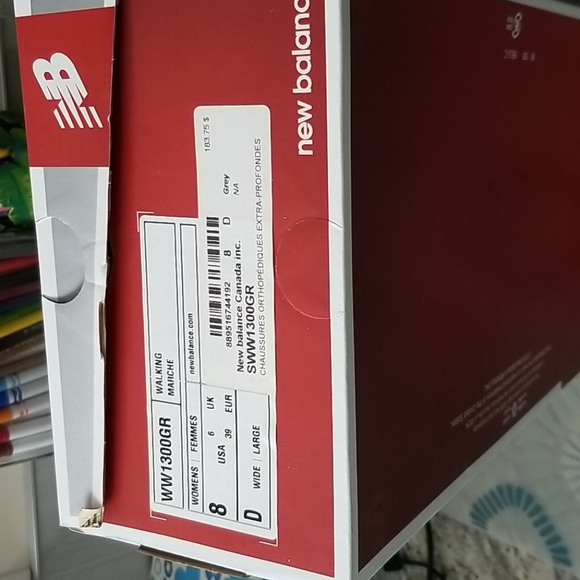 new balanc
183.75 $
Grey
NA
8 D
889516744192
New balance Canada inc.
SWW1300GR
CHAUSSURES ORTHOPÉDIQUES EXTRA-PROFONDES
WW1300GR
WALKING
MARCHE
WOMENS | FEMMES
newbalance.com
8
USA
6
UK
39
EUR
D
WIDE | LARGE